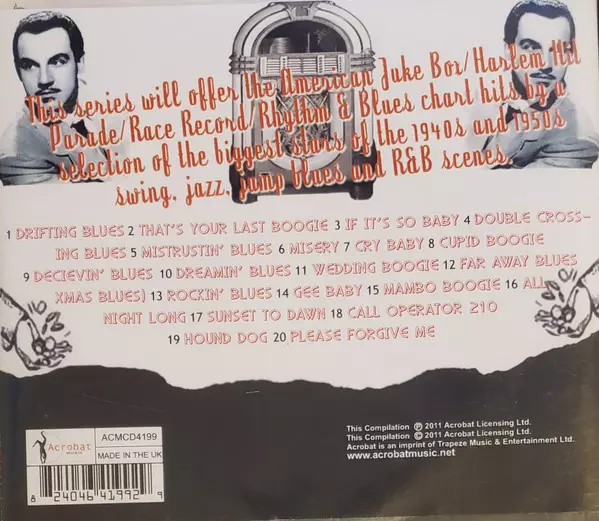 This series will offer the American Juke Box/Harlem Hit
Parade/Race Record/Rhythm & Blues chart hits by a
selection of the biggest stars of the 1940s and 1950s
swing, jazz, jump blues and R&B scenes.
1 DRIFTING BLUES 2 THAT'S YOUR LAST BOOGIE 3 IF IT'S SO BABY 4 DOUBLE CROSS-
ING BLUES 5 MISTRUSTIN' BLUES 6 MISERY 7 CRY BABY 8 CUPID BOOGIE
9 DECIEVIN' BLUES 10 DREAMIN' BLUES 11 WEDDING BOOGIE 12 FAR AWAY BLUES
XMAS BLUES) 13 ROCKIN' BLUES 14 GEE BABY 15 MAMBO BOOGIE 16 ALL
NIGHT LONG 17 SUNSET TO DAWN 18 CALL OPERATOR 210
19 HOUND DOG 20 PLEASE FORGIVE ME
Acrobat
ACMCD4199
MADE IN THE UK
8 24046 41992 9
This Compilation ℗ 2011 Acrobat Licensing Ltd.
This Compilation © 2011 Acrobat Licensing Ltd.
Acrobat is an imprint of Trapeze Music & Entertainment Ltd.
www.acrobatmusic.net